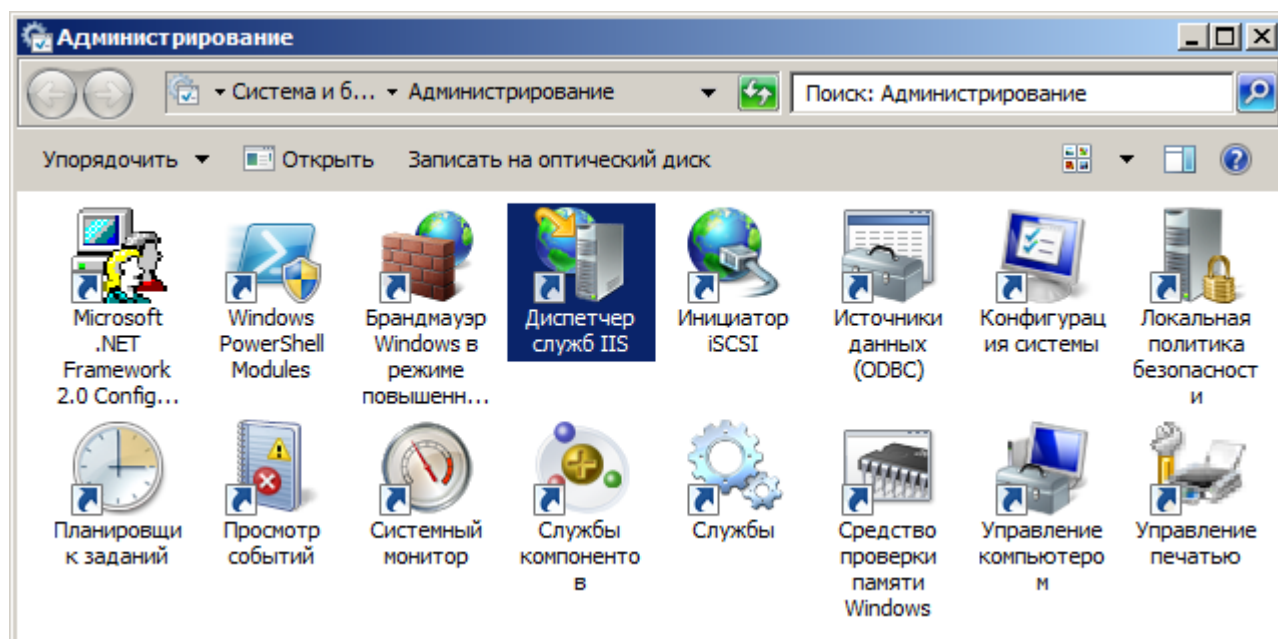 Администрирование
Система и б... Администрирование
Поиск: Администрирование
Упорядочить Открыть Записать на оптический диск
Microsoft
.NET
Framework
2.0 Config...
Windows
PowerShell
Modules
Брандмауэр
Windows в
режиме
повышенн...
Диспетчер
служб IIS
Инициатор
iSCSI
Источники
данных
(ODBC)
Конфигурац
ия системы
Локальная
политика
безопасност
и
Планировщи
к заданий
Просмотр
событий
Системный
монитор
Службы
компоненто
в
Службы
Средство
проверки
памяти
Windows
Управление
компьютеро
м
Управление
печатью